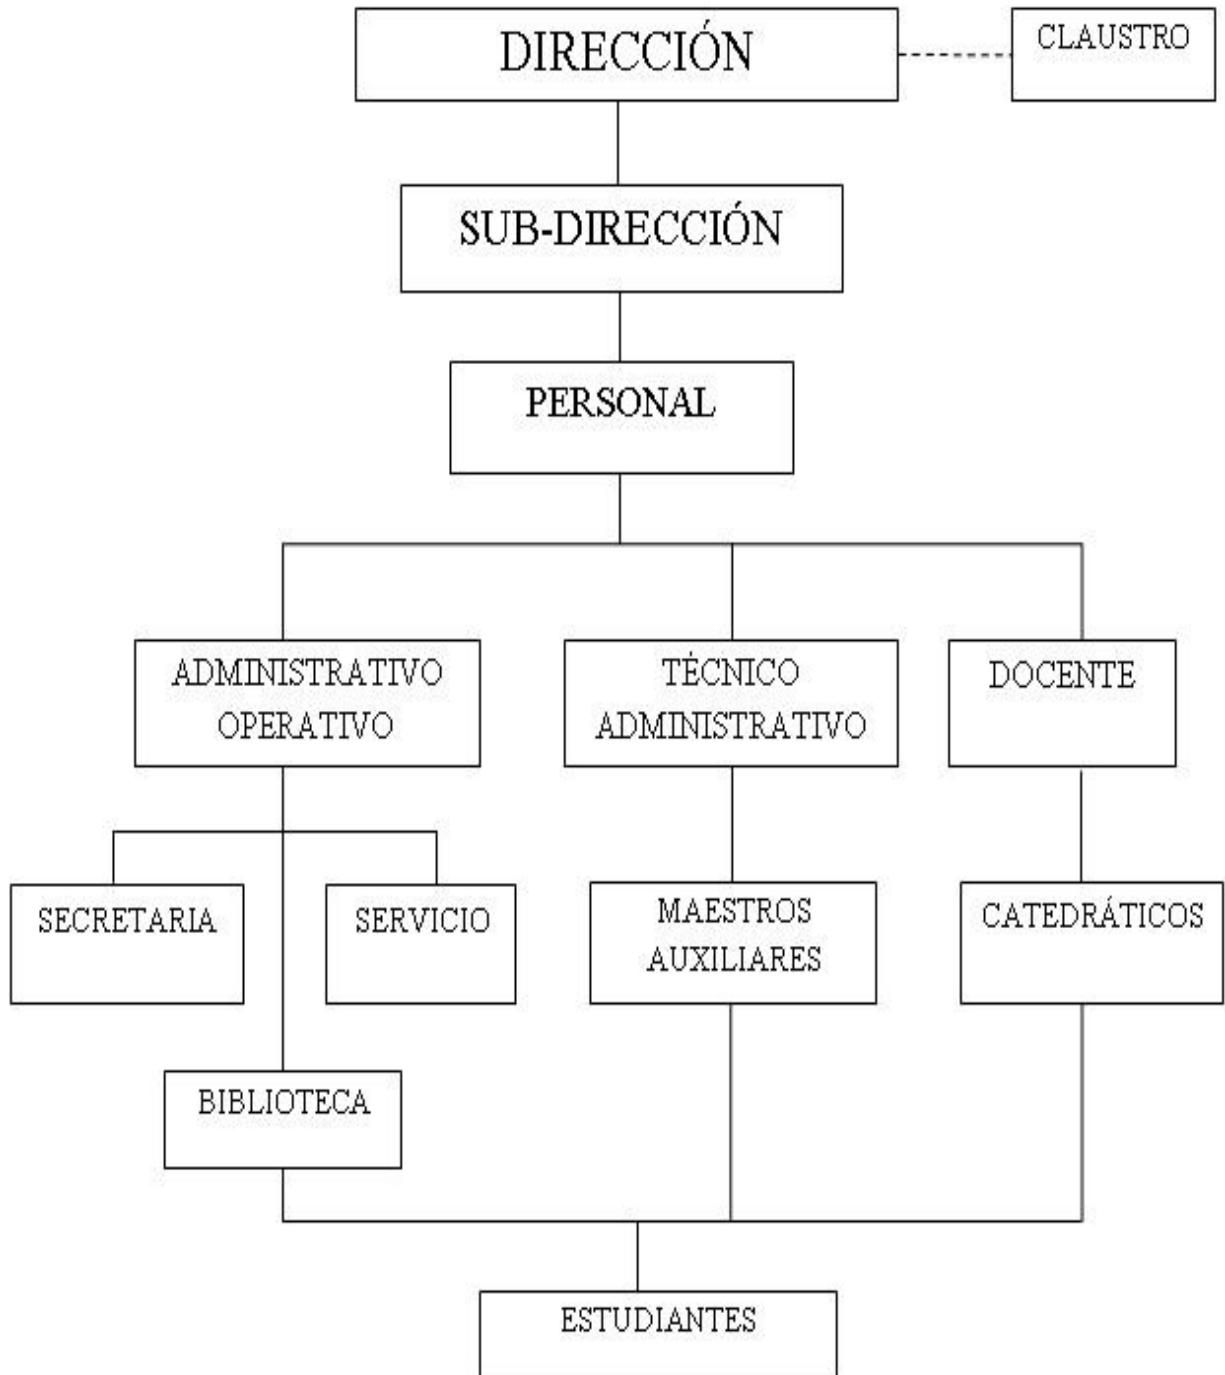 DIRECCIÓN
CLAUSTRO
SUB-DIRECCIÓN
PERSONAL
ADMINISTRATIVO
OPERATIVO
TÉCNICO
ADMINISTRATIVO
DOCENTE
SECRETARIA
SERVICIO
MAESTROS
AUXILIARES
CATEDRÁTICOS
BIBLIOTECA
ESTUDIANTES